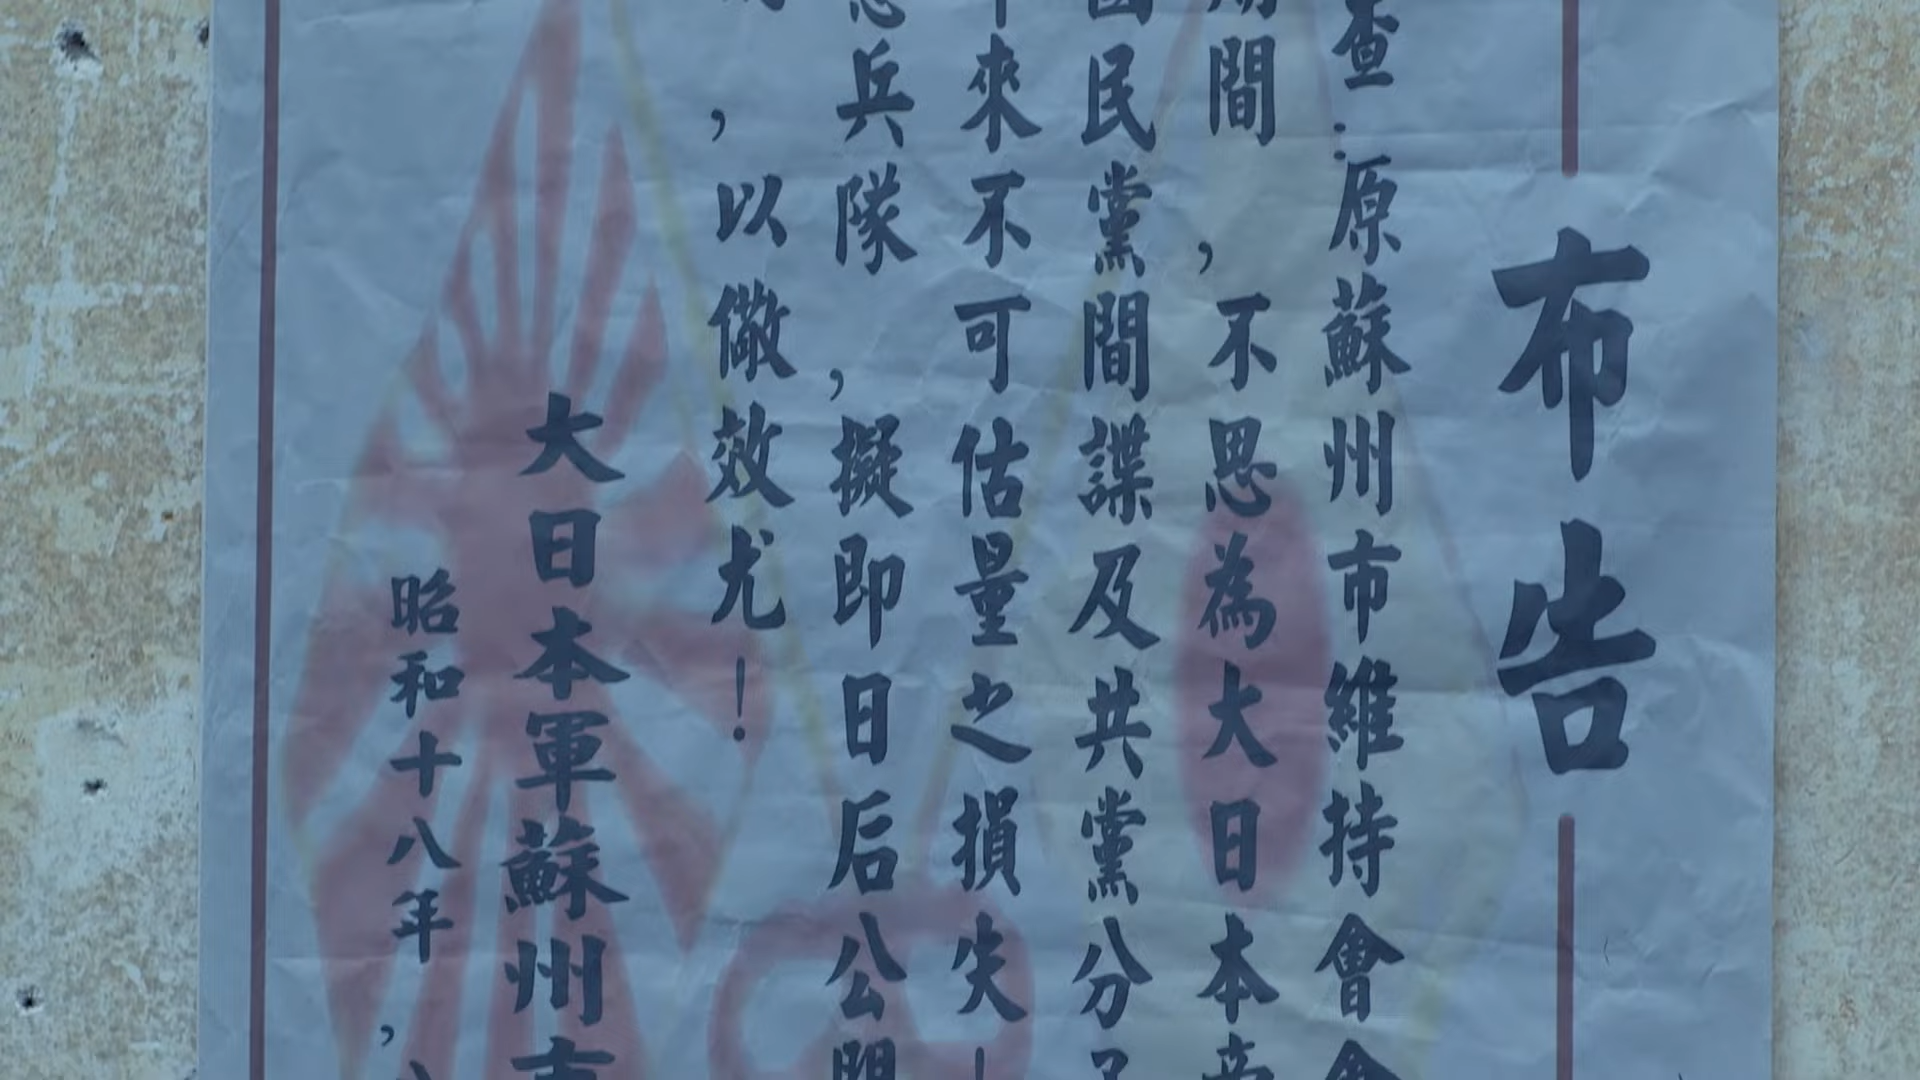 布告
查:原蘇州市維持會
間,不思為大日本
民黨間諜及共黨分
來不可估量之損失!
兵隊,擬即日后公開
,以儆效尤!
大日本軍蘇州市
昭和十八年,